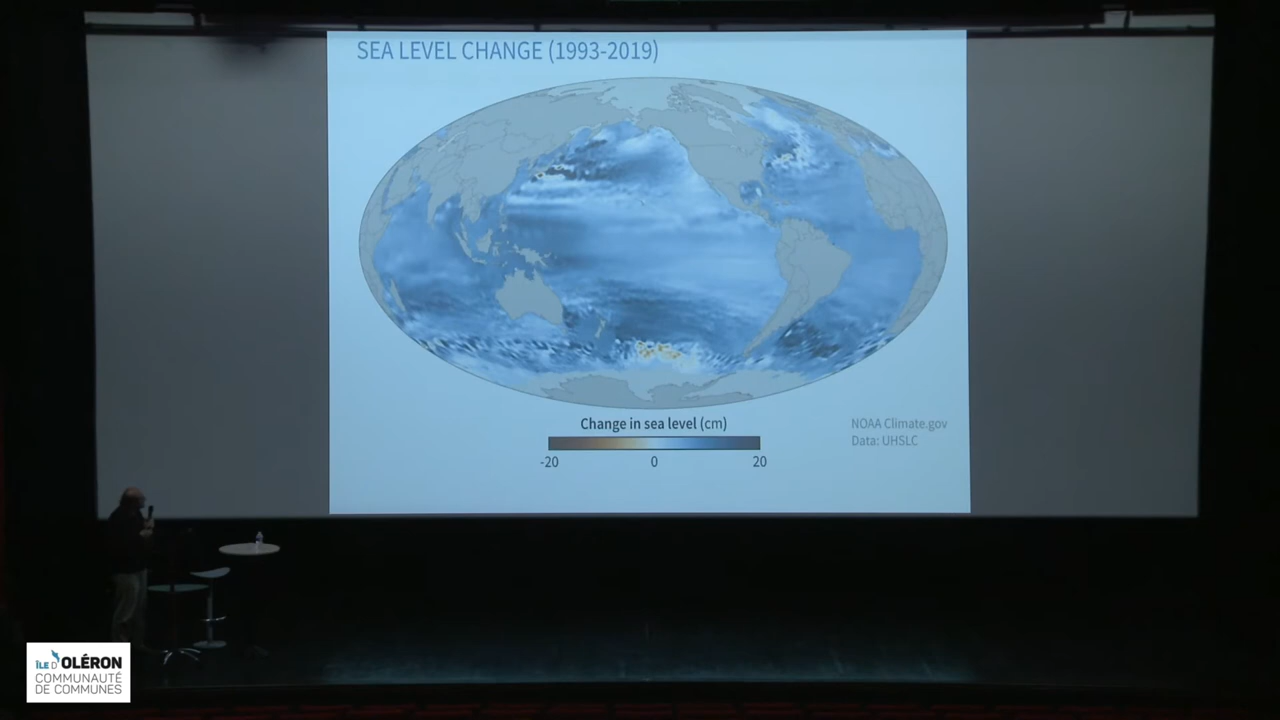 SEA LEVEL CHANGE (1993-2019)
Change in sea level (cm)
-20 0 20
NOAA Climate.gov
Data: UHSLC
ÎLE D'OLÉRON
COMMUNAUTÉ
DE COMMUNES